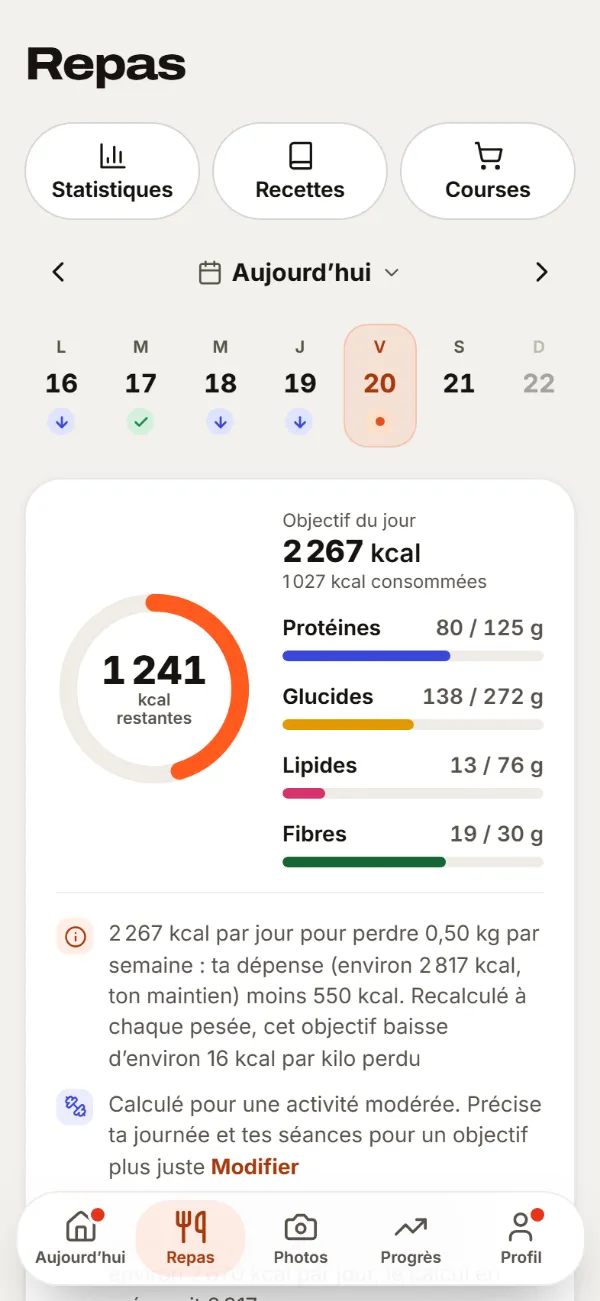 Repas
Statistiques
Recettes
Courses
Aujourd’hui
L M M J V S D
16 17 18 19 20 21 22
Objectif du jour
2 267 kcal
1 027 kcal consommées
1 241
kcal
restantes
Protéines 80 / 125 g
Glucides 138 / 272 g
Lipides 13 / 76 g
Fibres 19 / 30 g
2 267 kcal par jour pour perdre 0,50 kg par
semaine : ta dépense (environ 2 817 kcal,
ton maintien) moins 550 kcal. Recalculé à
chaque pesée, cet objectif baisse
d’environ 16 kcal par kilo perdu
Calculé pour une activité modérée. Précise
ta journée et tes séances pour un objectif
plus juste Modifier
Aujourd’hui
Repas
Photos
Progrès
Profil